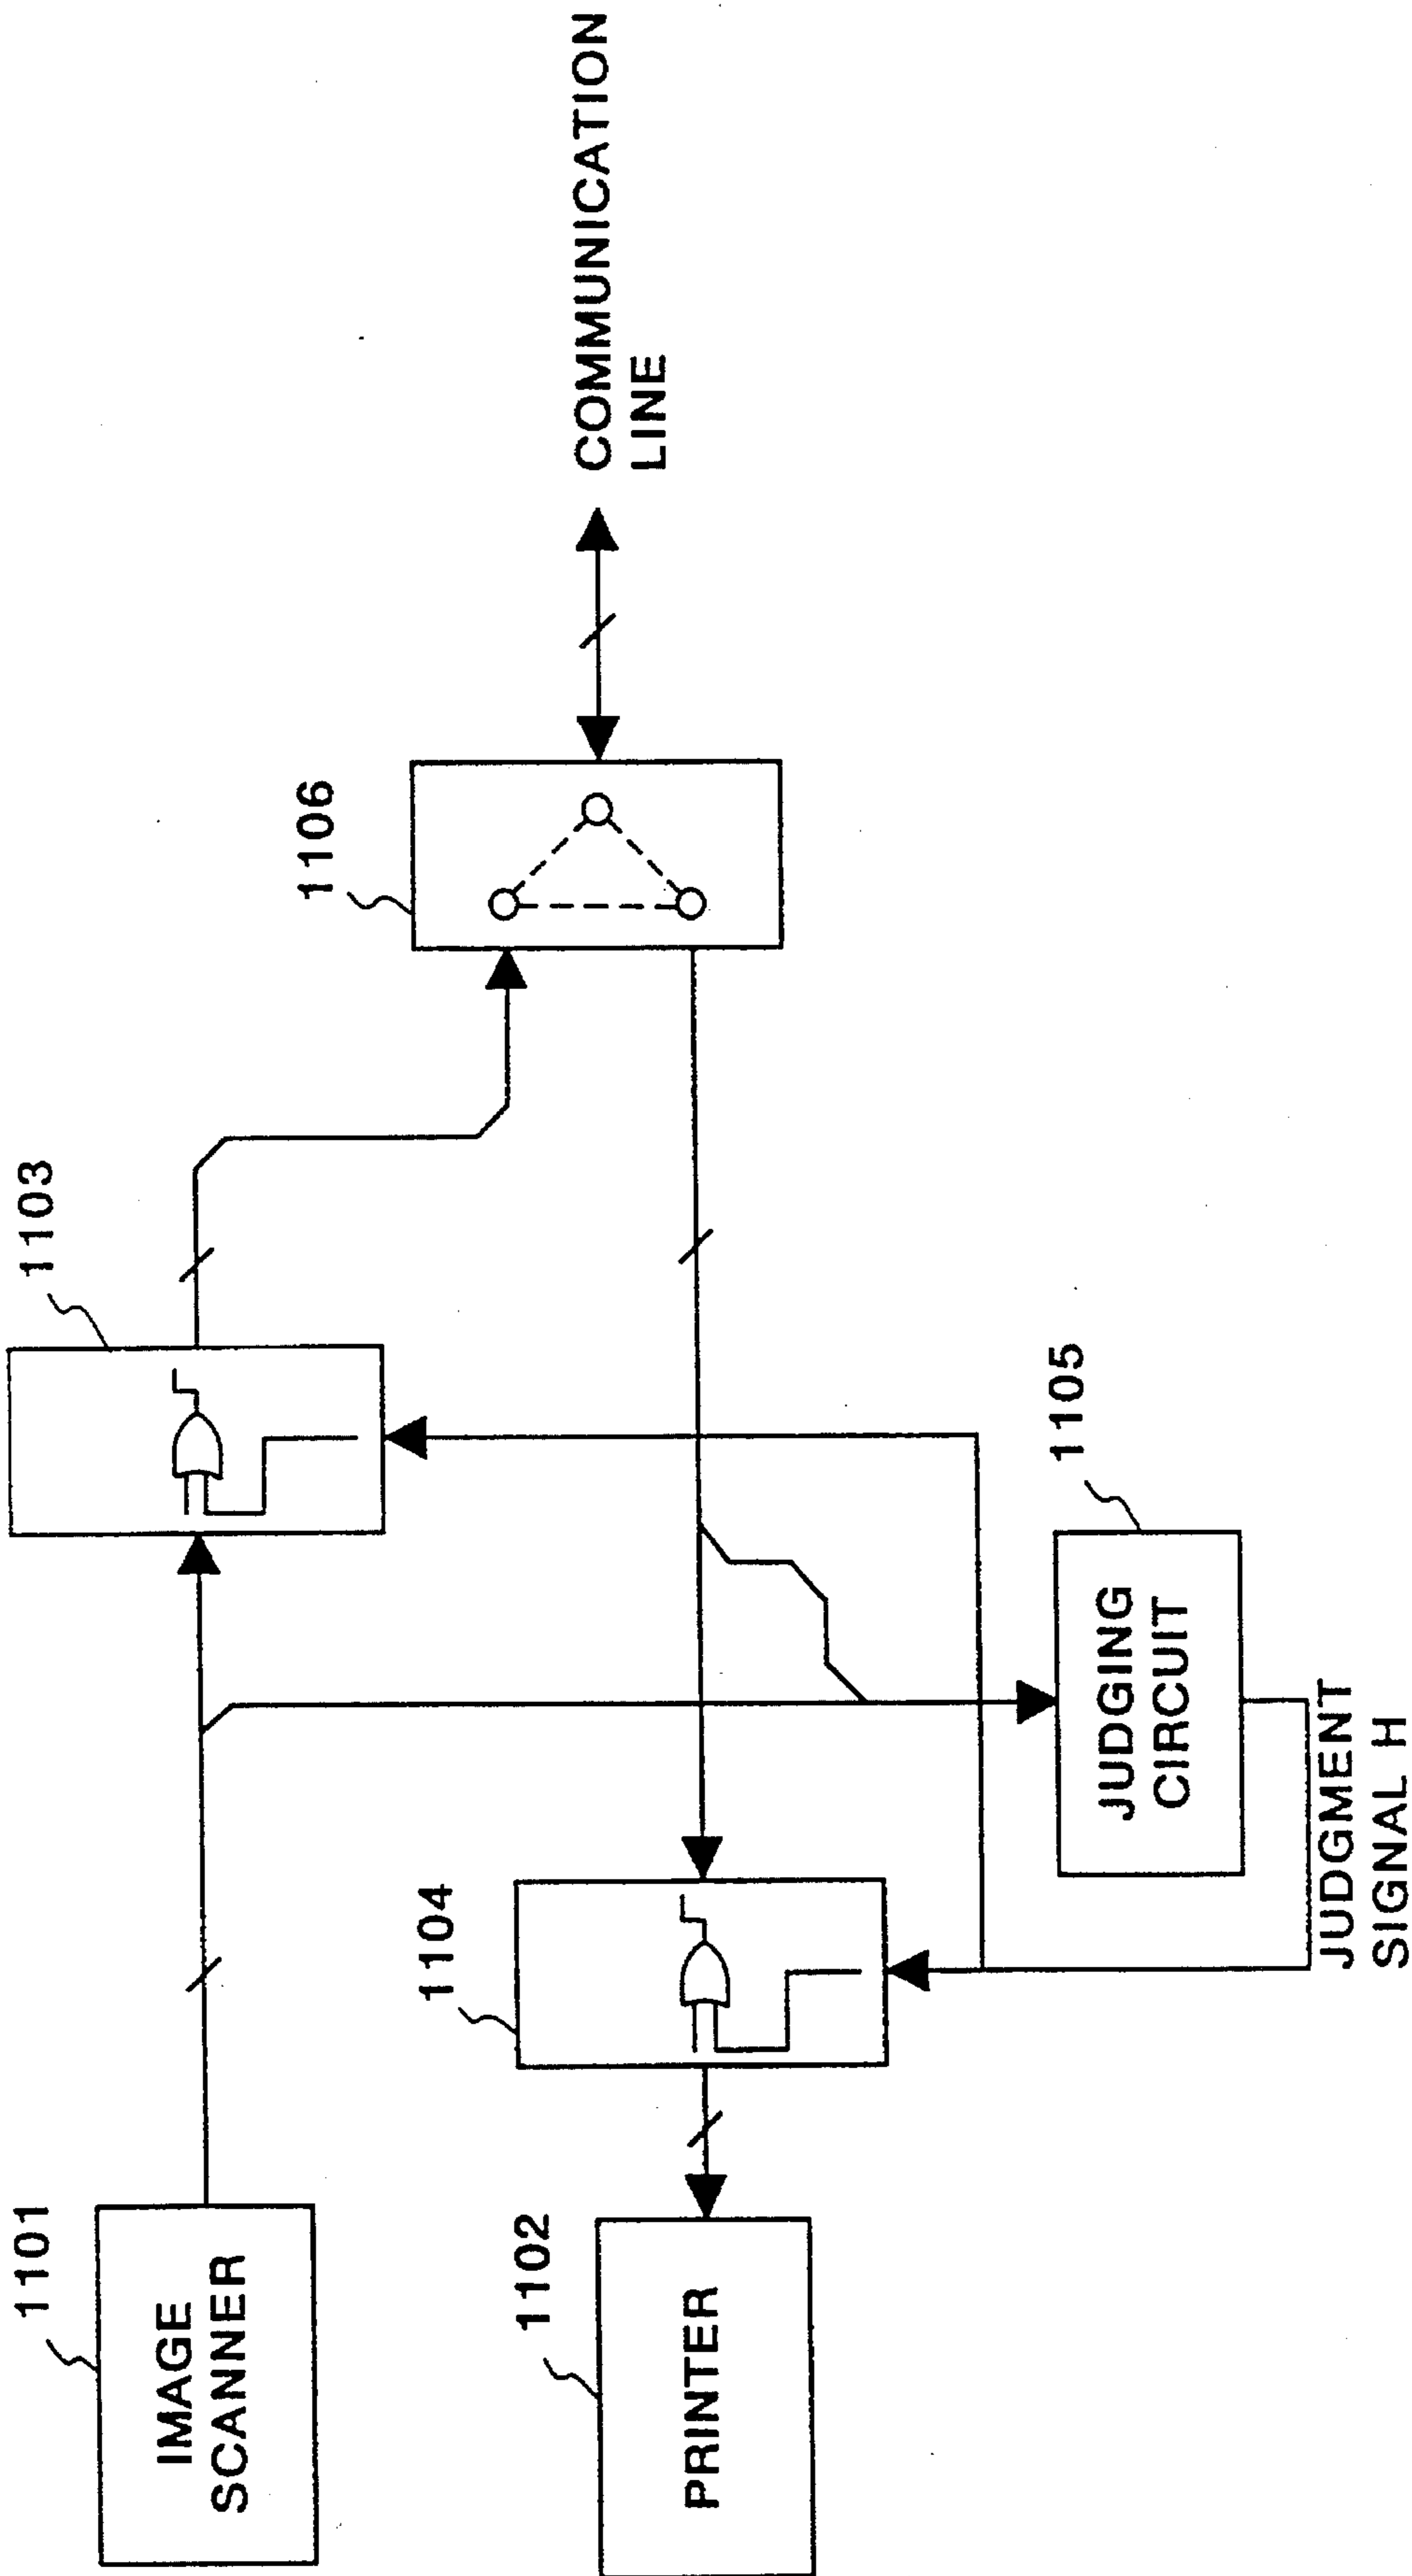 1101
IMAGE
SCANNER
1103
1106
COMMUNICATION
LINE
1102
PRINTER
1104
1105
JUDGING
CIRCUIT
JUDGMENT
SIGNAL H